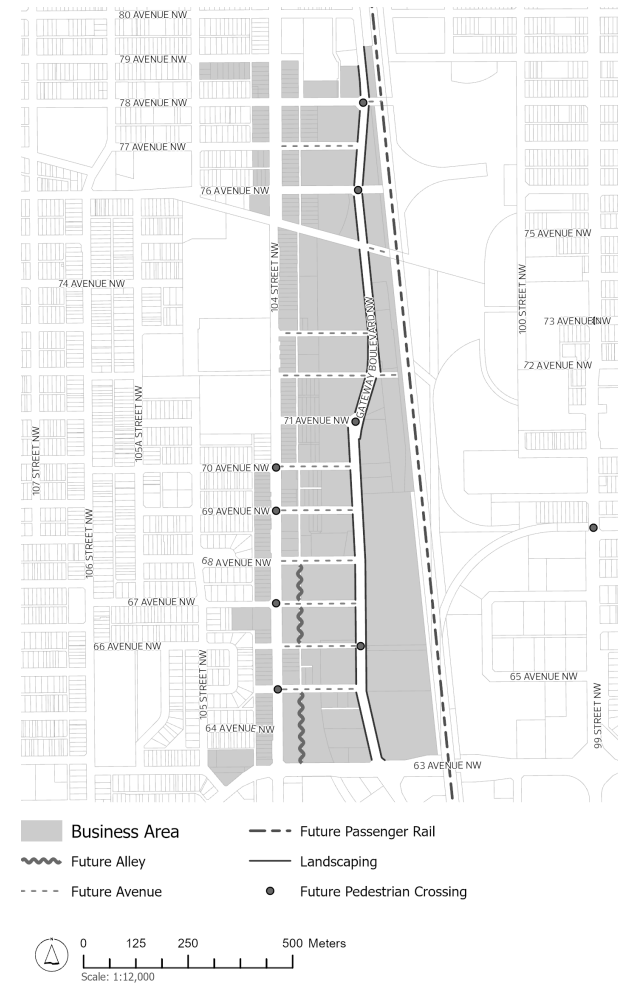 80 AVENUE NW
79 AVENUE NW
78 AVENUE NW
77 AVENUE NW
76 AVENUE NW
75 AVENUE NW
104 STREET NW
100 STREET NW
74 AVENUE NW
GATEWAY BOULEVARD NW
73 AVENUE NW
72 AVENUE NW
105A STREET NW
71 AVENUE NW
107 STREET NW
70 AVENUE NW
106 STREET NW
69 AVENUE NW
68 AVENUE NW
67 AVENUE NW
66 AVENUE NW
105 STREET NW
65 AVENUE NW
99 STREET NW
64 AVENUE NW
63 AVENUE NW
Business Area
Future Passenger Rail
Future Alley
Landscaping
Future Avenue
Future Pedestrian Crossing
N
0 125 250 500 Meters
Scale: 1:12,000